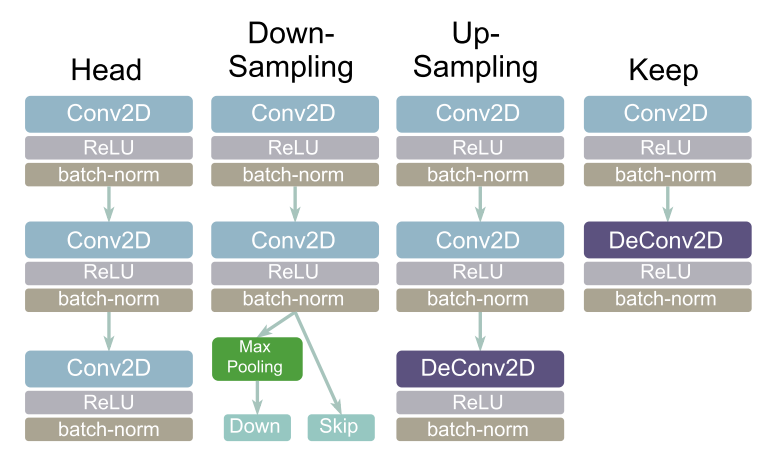 Head
Down-
Sampling
Up-
Sampling
Keep
Conv2D
ReLU
batch-norm
Conv2D
ReLU
batch-norm
Conv2D
ReLU
batch-norm
Conv2D
ReLU
batch-norm
Conv2D
ReLU
batch-norm
Max
Pooling
Down
Skip
Conv2D
ReLU
batch-norm
Conv2D
ReLU
batch-norm
DeConv2D
ReLU
batch-norm
Conv2D
ReLU
batch-norm
DeConv2D
ReLU
batch-norm